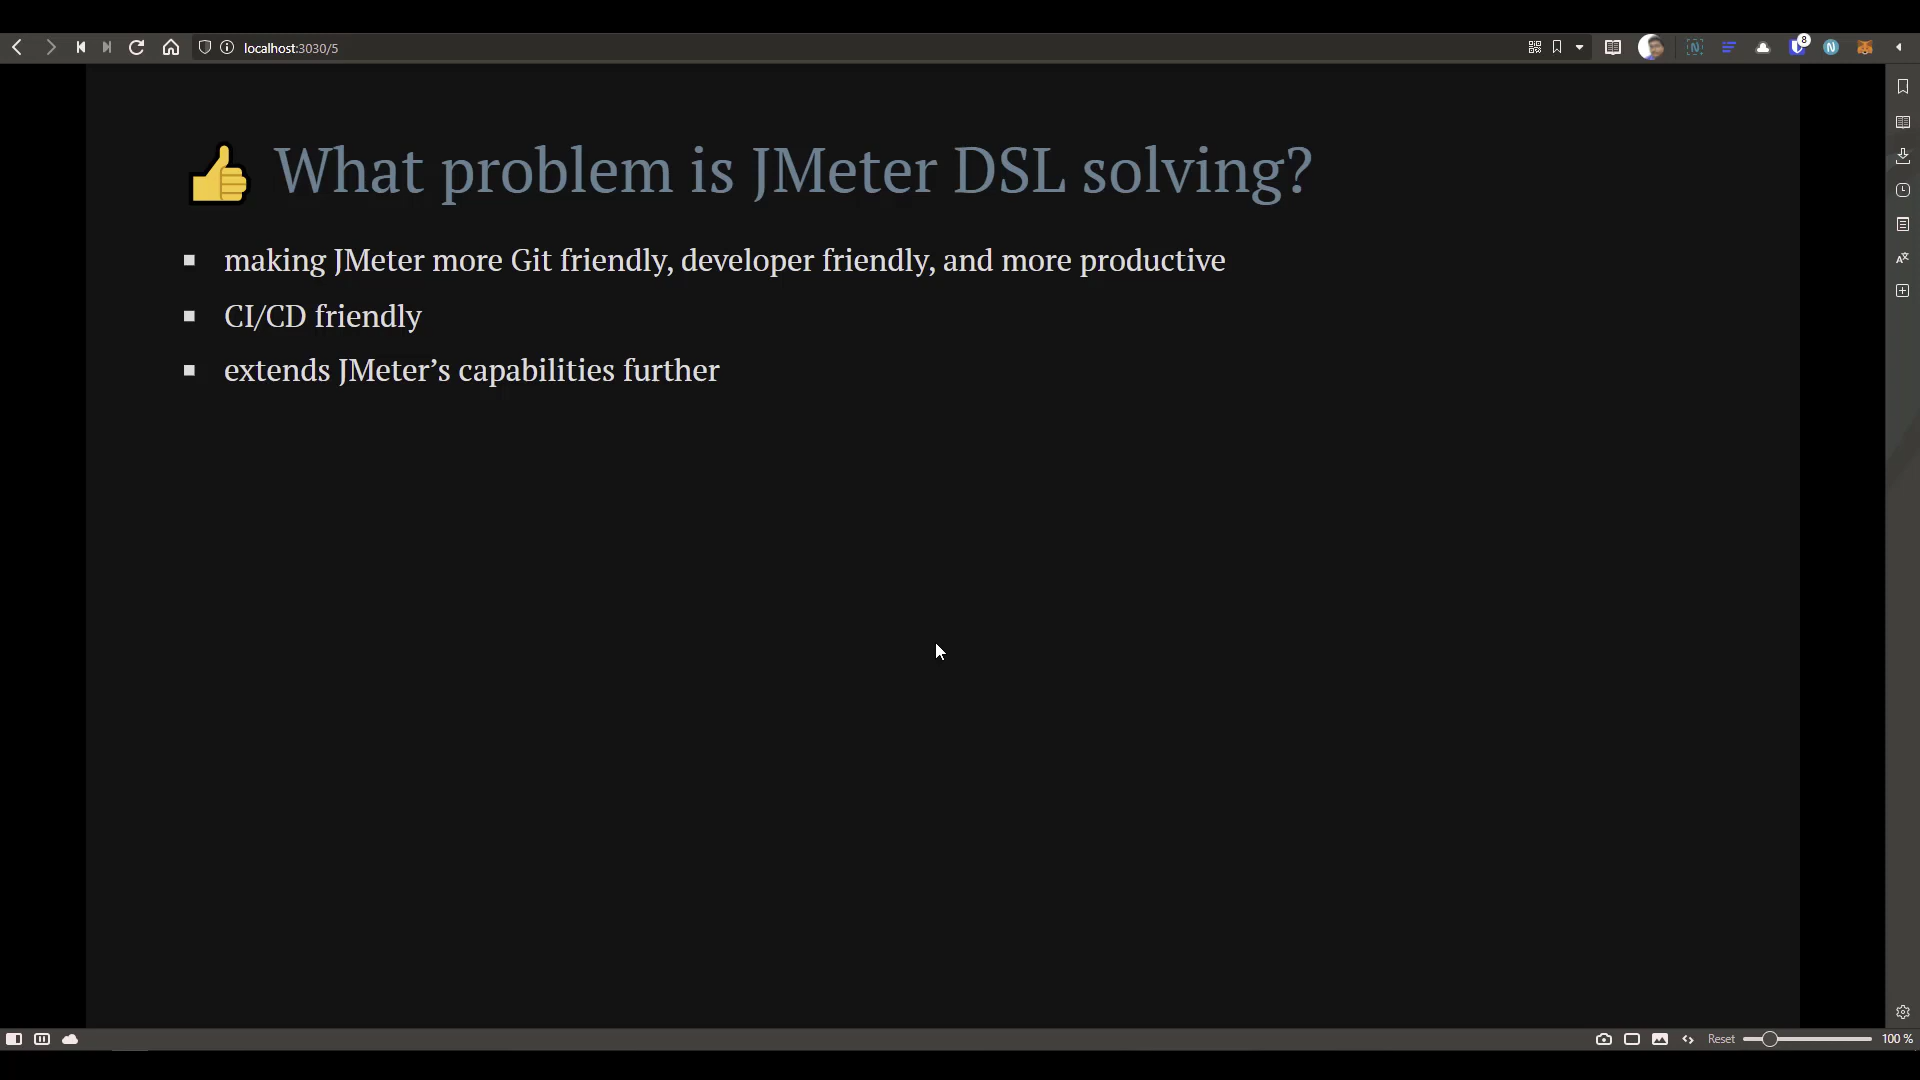 localhost:3030/5
8
What problem is JMeter DSL solving?
making JMeter more Git friendly, developer friendly, and more productive
CI/CD friendly
extends JMeter’s capabilities further
Reset
100 %